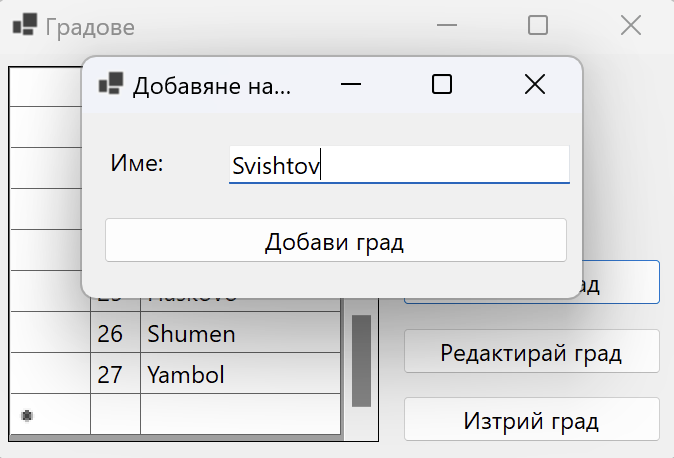 Градове
Добавяне на...
Име:
Svishtov
Добави град
26 Shumen
27 Yambol
Редактирай град
Изтрий град